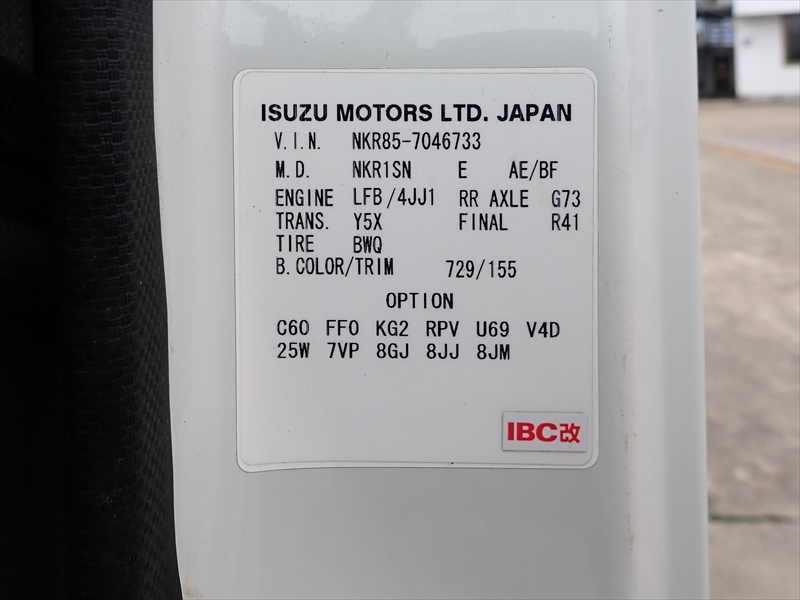 ISUZU MOTORS LTD. JAPAN
V.I.N. NKR85-7046733
M.D. NKR1SN E AE/BF
ENGINE LFB/4JJ1 RR AXLE G73
TRANS. Y5X FINAL R41
TIRE BWQ
B.COLOR/TRIM 729/155
OPTION
C60 FF0 KG2 RPV U69 V4D
25W 7VP 8GJ 8JJ 8JM
IBC改